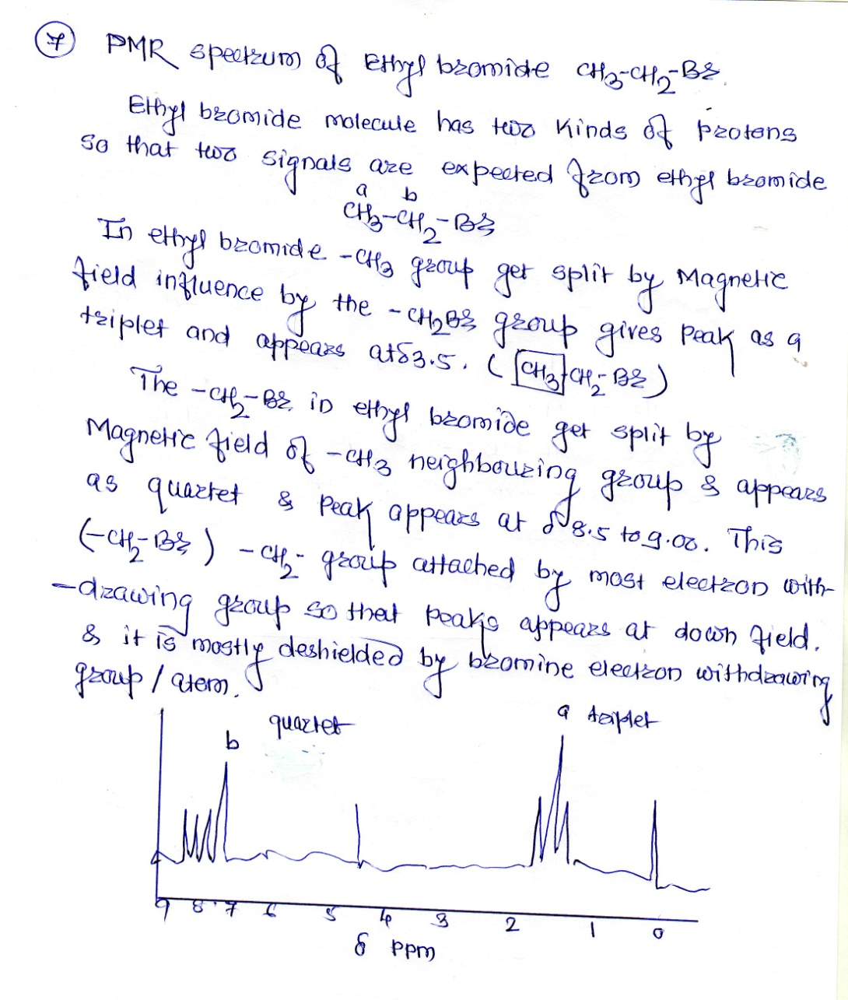 7 PMR spectrum of Ethyl bromide CH3-CH2-Br.
Ethyl bromide molecule has two kinds of protons
so that two signals are expected from ethyl bromide
a b
CH3-CH2-Br
In ethyl bromide -CH3 group get split by Magnetic
field influence by the -CH2Br group gives Peak as a
triplet and appears at δ3.5. (CH3-CH2-Br)
The -CH2-Br in ethyl bromide get split by
Magnetic field of -CH3 neighbouring group & appears
as quartet & Peak appears at δ 8.5 to 9.00. This
(-CH2-Br) -CH2- group attached by most electron with-
-drawing group so that peaks appears at down field.
& it is mostly deshielded by bromine electron withdrawing
group / atom.
b quartet a triplet
9 8 7 6 5 4 3 2 1 0
δ ppm